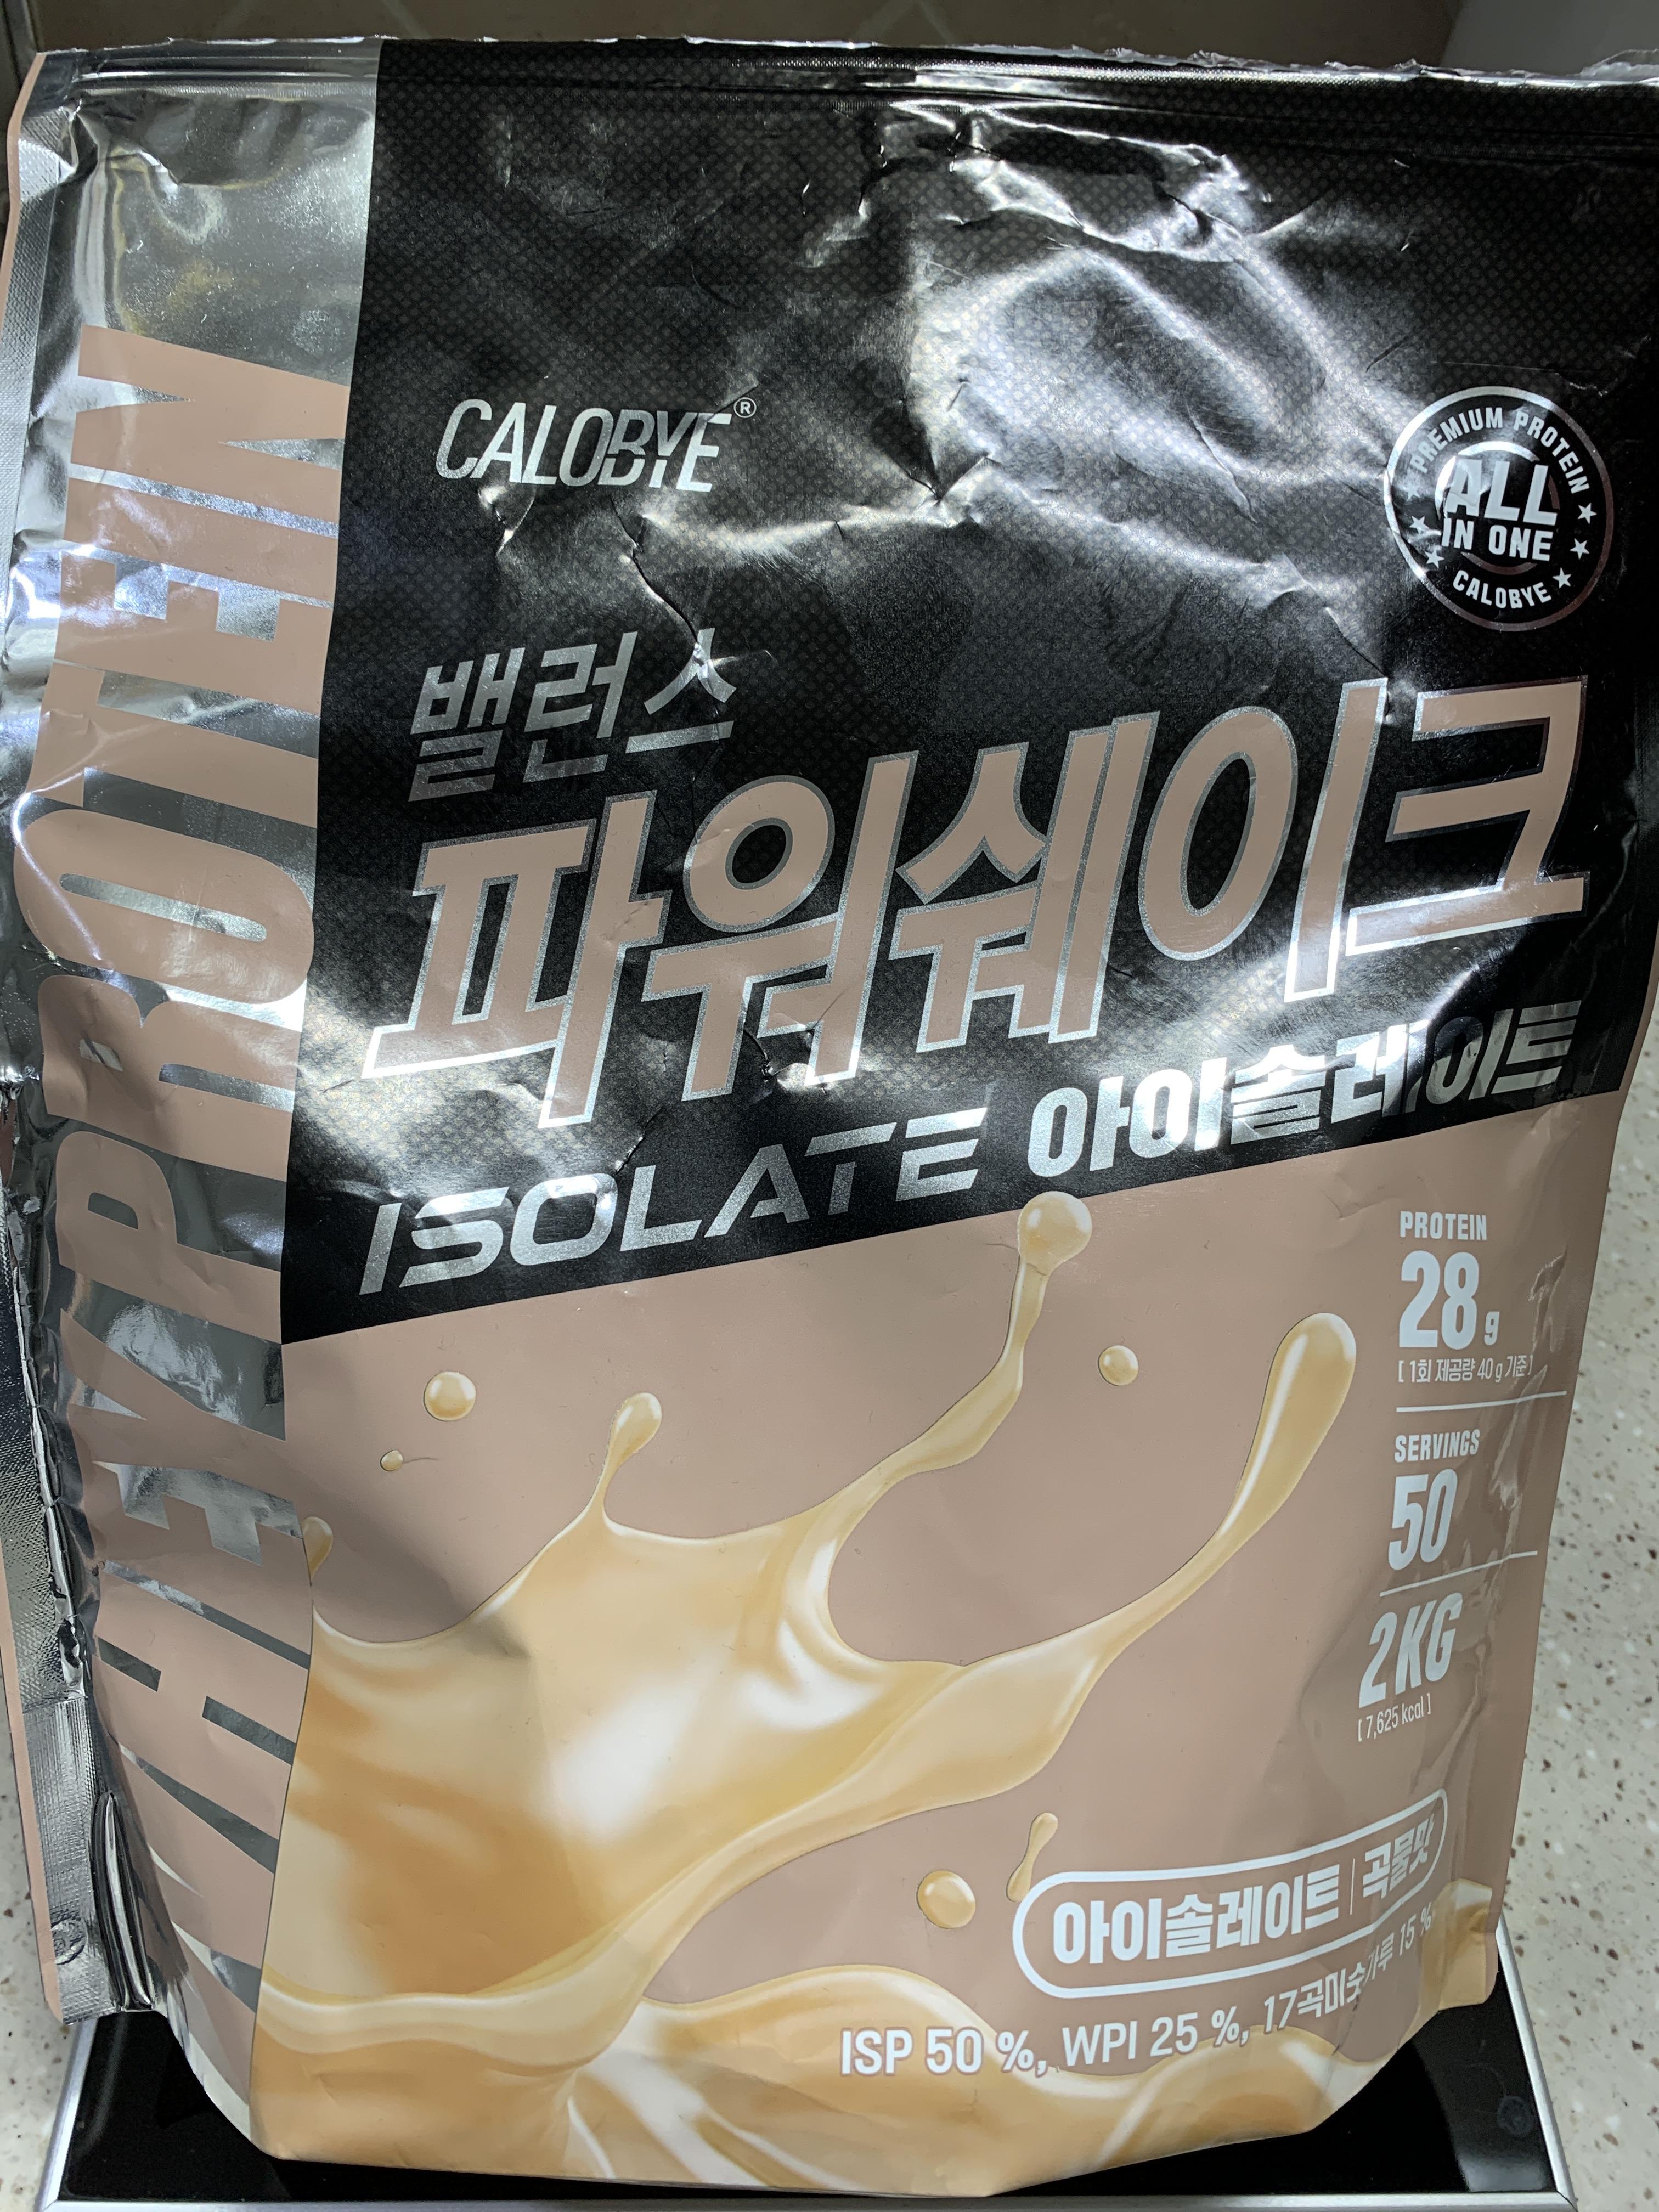 CALOBYE®
PREMIUM PROTEIN
ALL
IN ONE
CALOBYE
밸런스
파워쉐이크
ISOLATE 아이솔레이트
WHEY PROTEIN
PROTEIN
28 g
[ 1회 제공량 40 g 기준 ]
SERVINGS
50
2KG
[ 7,625 kcal ]
아이솔레이트 | 곡물맛
ISP 50 %, WPI 25 %, 17곡미숫가루 15 %